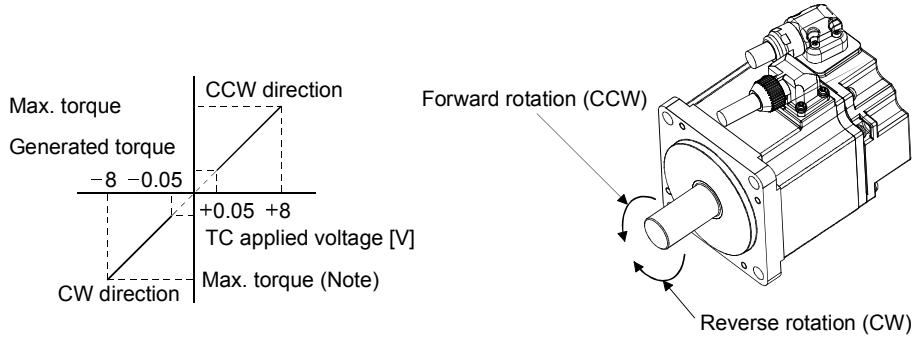 CCW direction
Max. torque
Generated torque
−8 −0.05
+0.05 +8
TC applied voltage [V]
Max. torque (Note)
CW direction
Forward rotation (CCW)
Reverse rotation (CW)